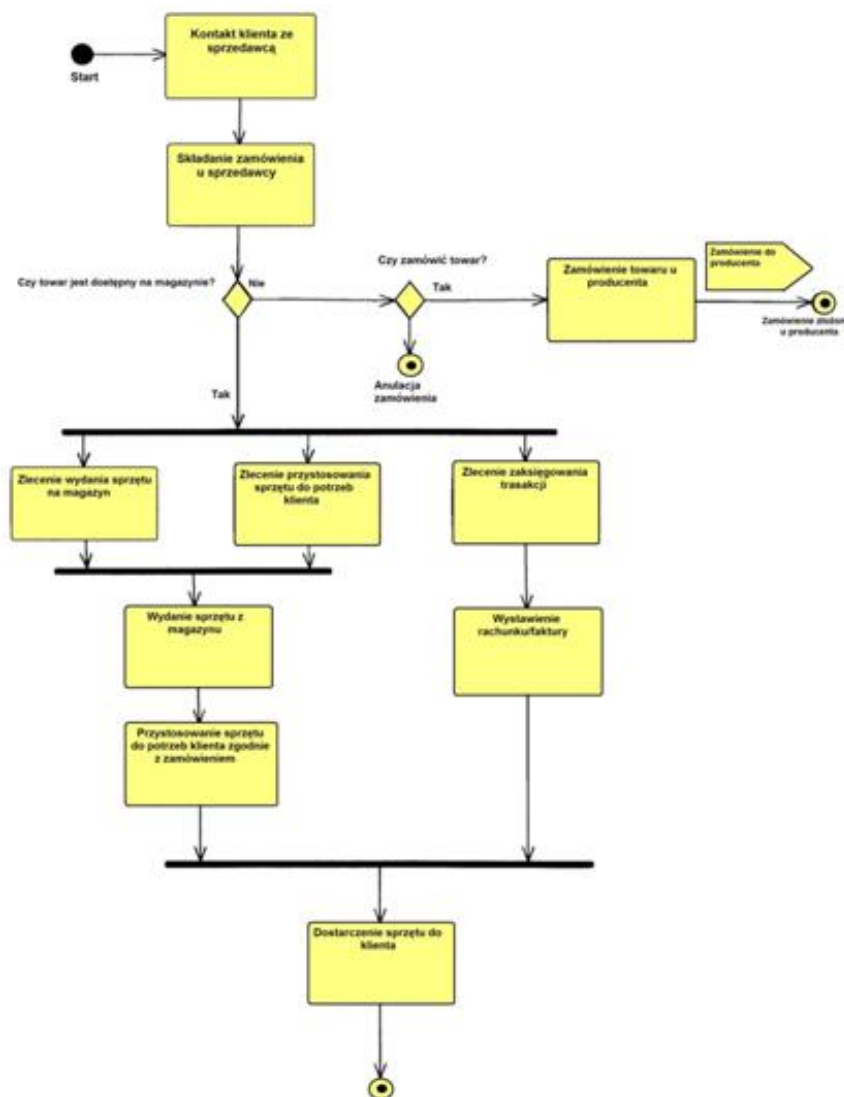 Kontakt klienta ze
sprzedawcą
Start
Składanie zamówienia
u sprzedawcy
Czy towar jest dostępny na magazynie?
Nie
Czy zamówić towar?
Tak
Zamówienie towaru u
producenta
Zamówienie do
producenta
Zamówienie złożon
u producenta
Anulacja
zamówienia
Tak
Zlecenie wydania sprzętu
na magazyn
Zlecenie przystosowania
sprzętu do potrzeb
klienta
Zlecenie zaksięgowania
trasakcji
Wydanie sprzętu z
magazynu
Wystawienie
rachunku/faktury
Przystosowanie sprzętu
do potrzeb klienta zgodnie
z zamówieniem
Dostarczenie sprzętu do
klienta